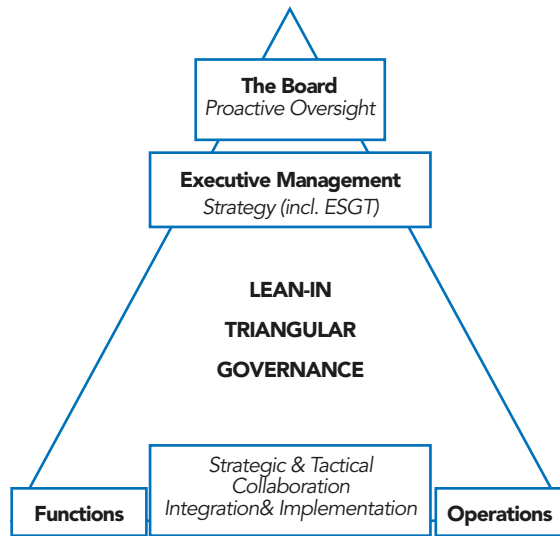 The Board
Proactive Oversight
Executive Management
Strategy (incl. ESGT)
LEAN-IN
TRIANGULAR
GOVERNANCE
Strategic & Tactical
Collaboration
Integration& Implementation
Functions
Operations